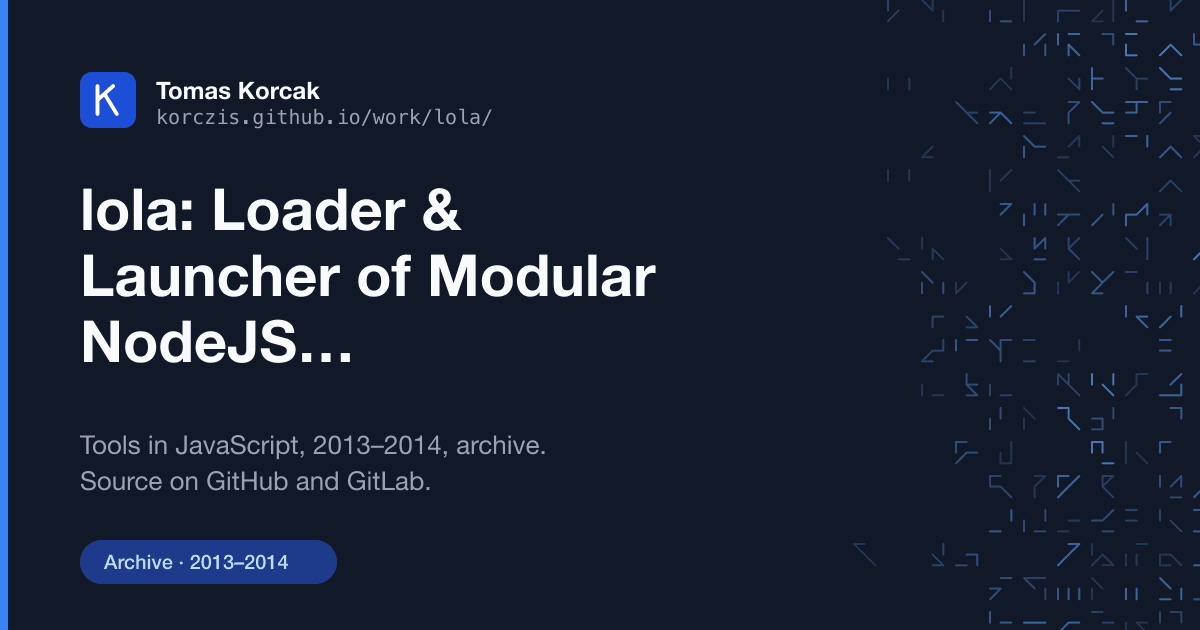 K
Tomas Korcak
korczis.github.io/work/lola/
lola: Loader &
Launcher of Modular
NodeJS…
Tools in JavaScript, 2013–2014, archive.
Source on GitHub and GitLab.
Archive · 2013–2014